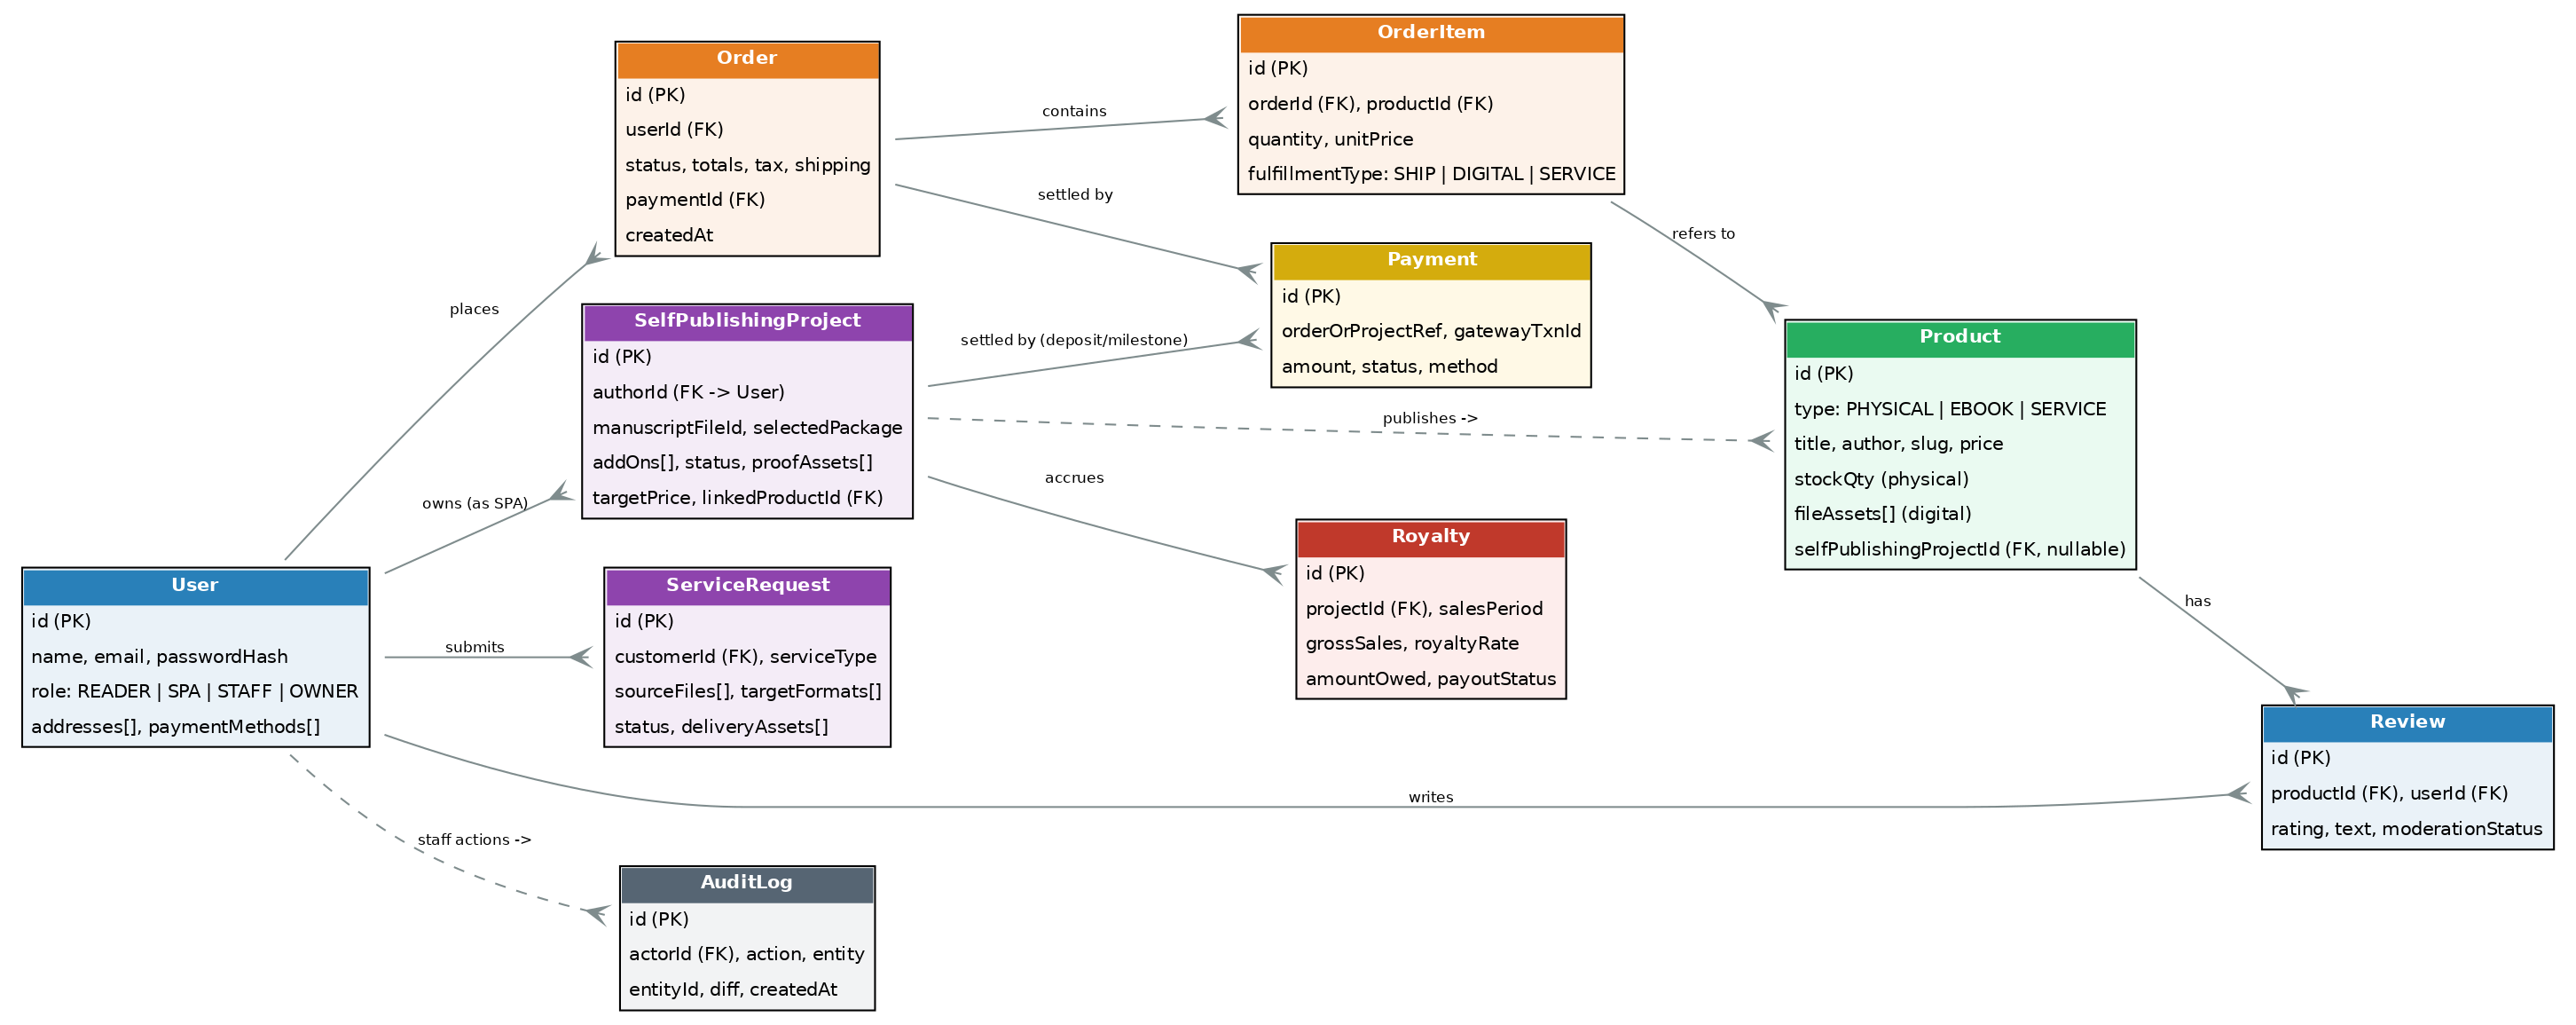 Order
id (PK)
userId (FK)
status, totals, tax, shipping
paymentId (FK)
createdAt
OrderItem
id (PK)
orderId (FK), productId (FK)
quantity, unitPrice
fulfillmentType: SHIP | DIGITAL | SERVICE
contains
settled by
refers to
places
Payment
id (PK)
orderOrProjectRef, gatewayTxnId
amount, status, method
SelfPublishingProject
id (PK)
authorId (FK -> User)
manuscriptFileId, selectedPackage
addOns[], status, proofAssets[]
targetPrice, linkedProductId (FK)
settled by (deposit/milestone)
publishes ->
accrues
owns (as SPA)
Product
id (PK)
type: PHYSICAL | EBOOK | SERVICE
title, author, slug, price
stockQty (physical)
fileAssets[] (digital)
selfPublishingProjectId (FK, nullable)
Royalty
id (PK)
projectId (FK), salesPeriod
grossSales, royaltyRate
amountOwed, payoutStatus
User
id (PK)
name, email, passwordHash
role: READER | SPA | STAFF | OWNER
addresses[], paymentMethods[]
submits
ServiceRequest
id (PK)
customerId (FK), serviceType
sourceFiles[], targetFormats[]
status, deliveryAssets[]
has
writes
Review
id (PK)
productId (FK), userId (FK)
rating, text, moderationStatus
staff actions ->
AuditLog
id (PK)
actorId (FK), action, entity
entityId, diff, createdAt